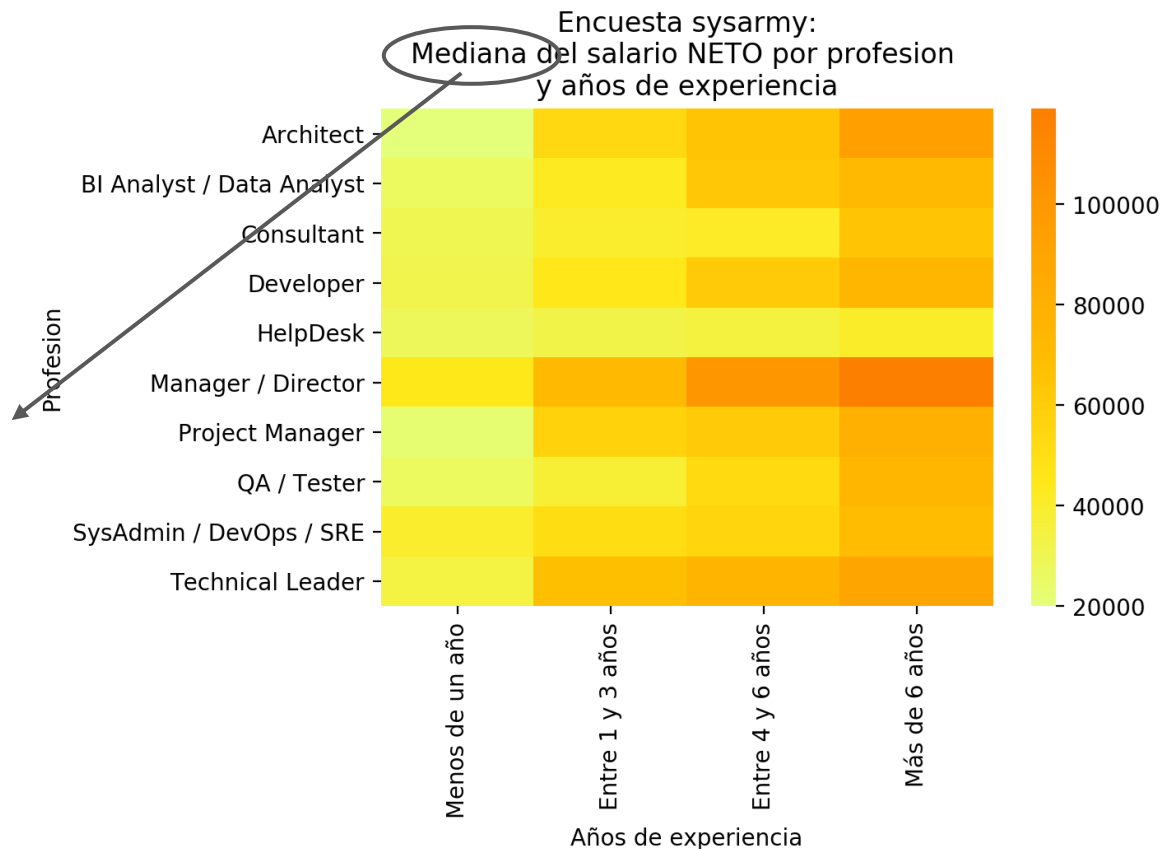 Encuesta sysarmy:
Mediana del salario NETO por profesion
y años de experiencia
Profesion
Architect
BI Analyst / Data Analyst
Consultant
Developer
HelpDesk
Manager / Director
Project Manager
QA / Tester
SysAdmin / DevOps / SRE
Technical Leader
100000
80000
60000
40000
20000
Menos de un año
Entre 1 y 3 años
Entre 4 y 6 años
Más de 6 años
Años de experiencia